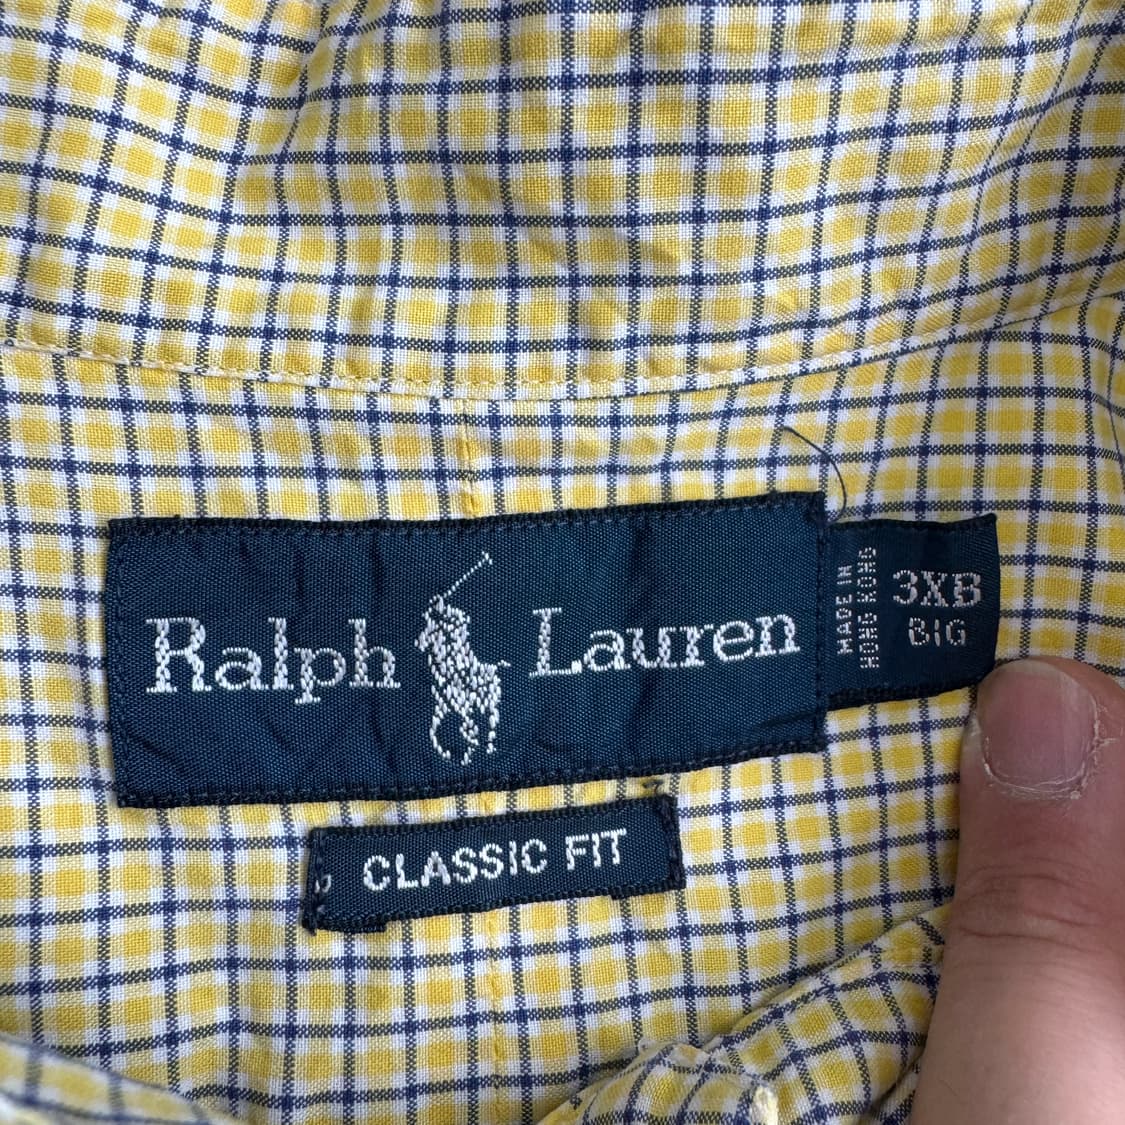 Ralph Lauren
MADE IN
HONG KONG
3XB
BIG
CLASSIC FIT